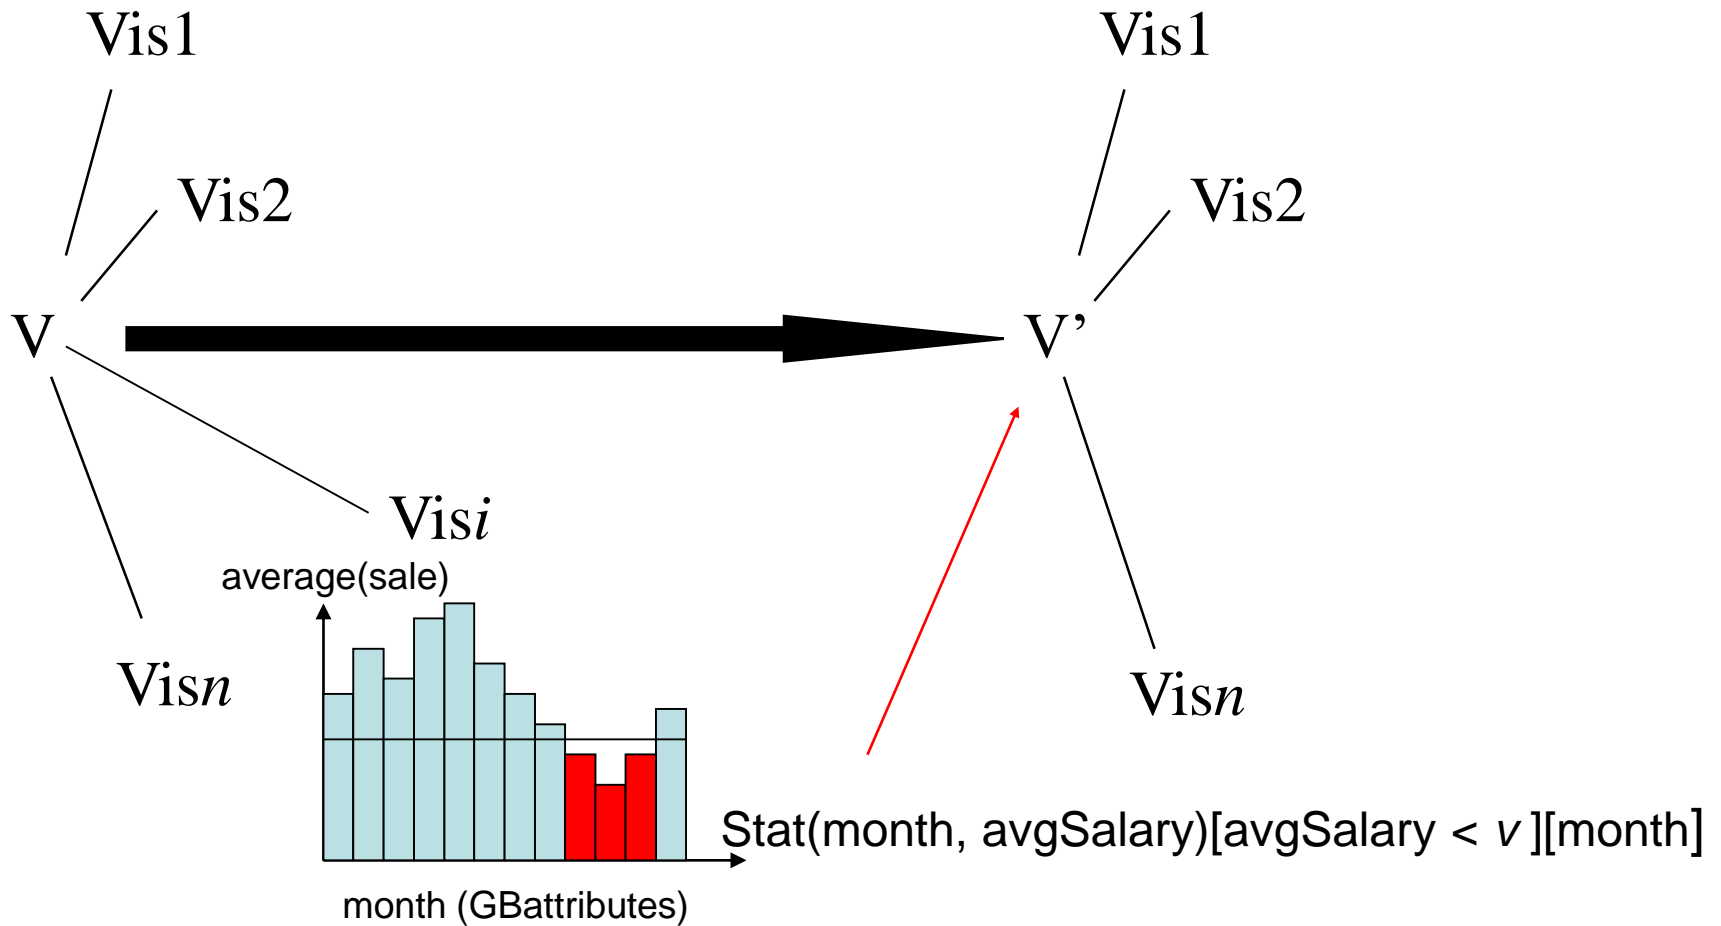 Vis1
Vis2
V
Visi
Visn
average(sale)
month (GBattributes)
Vis1
Vis2
V’
Visn
Stat(month, avgSalary)[avgSalary < v ][month]